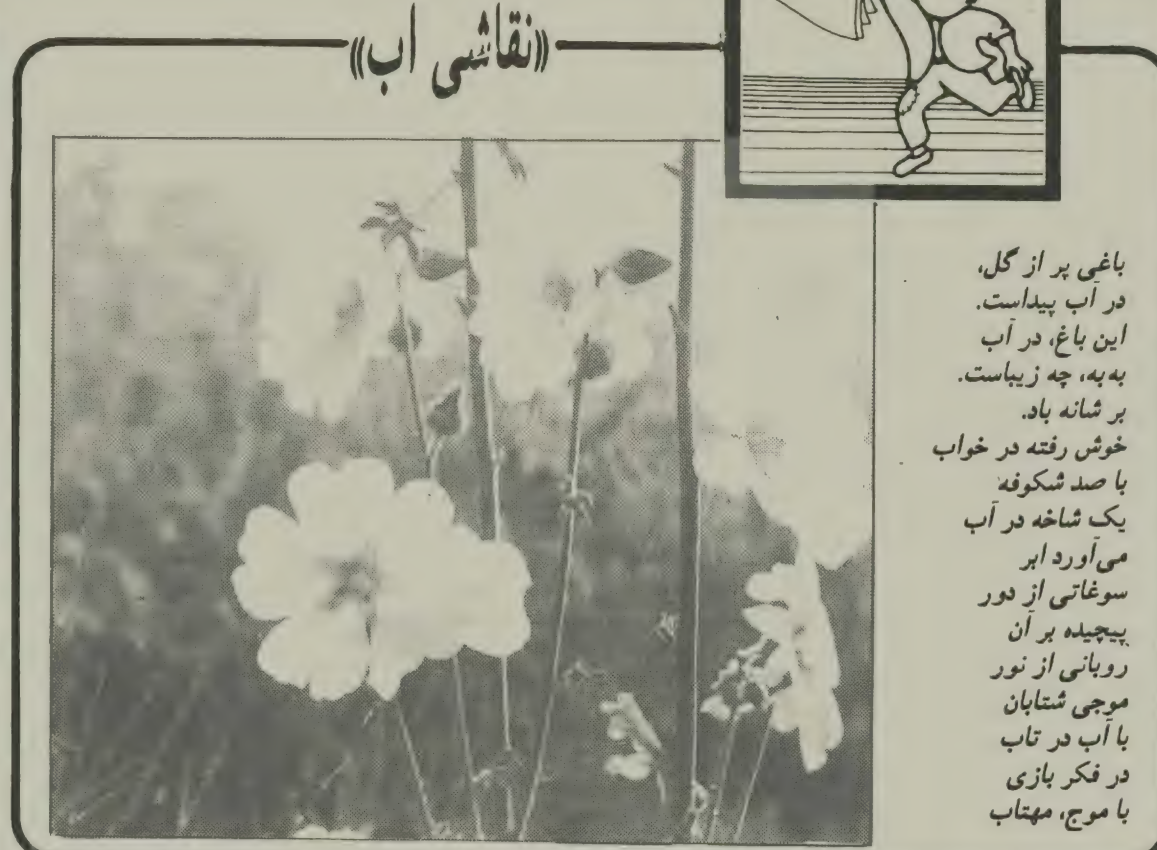 «نقاشی آب»
باغی پر از گل،
در آب پیداست.
این باغ، در آب
به‌به، چه زیباست.
بر شانه باد.
خوش رفته در خواب
با صد شکوفه
یک شاخه در آب
می‌آورد ابر
سوغاتی از دور
پیچیده بر آن
روبانی از نور
موجی شتابان
با آب در تاب
در فکر بازی
با موج، مهتاب